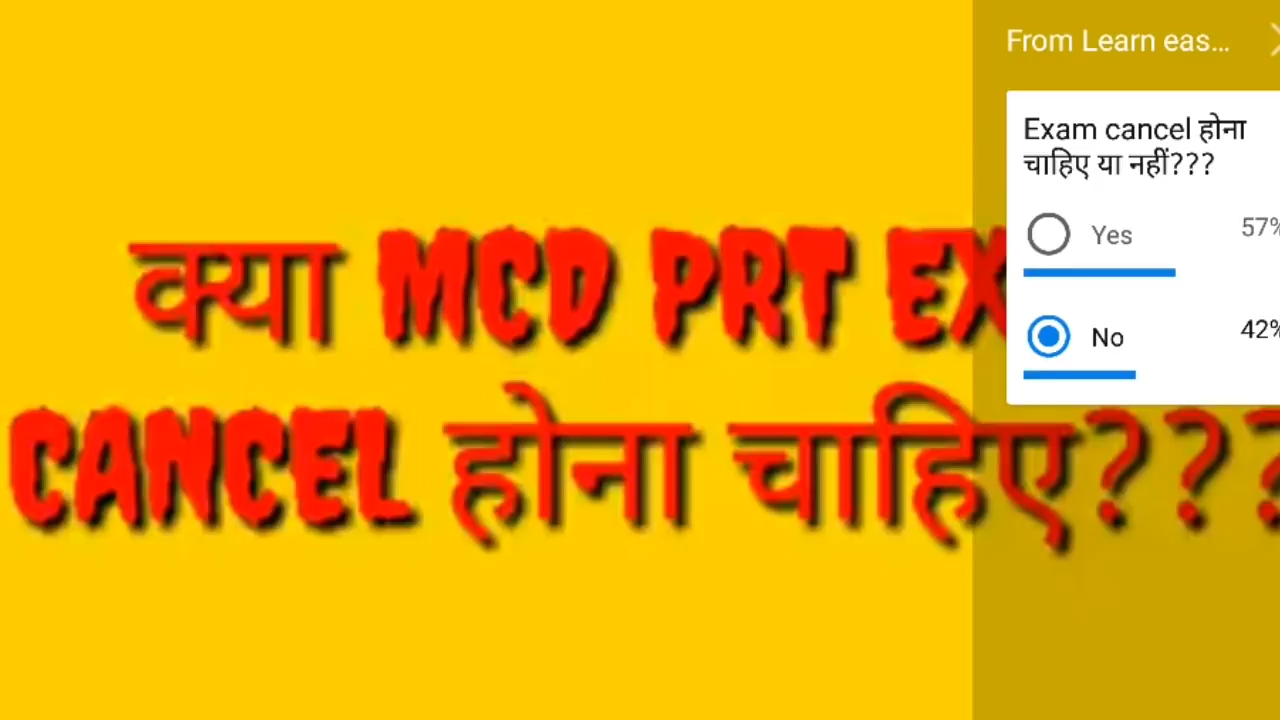 From Learn eas...
Exam cancel होना
चाहिए या नहीं???
Yes 57%
No 42%
क्या MCD PRT EX
CANCEL होना चाहिए???